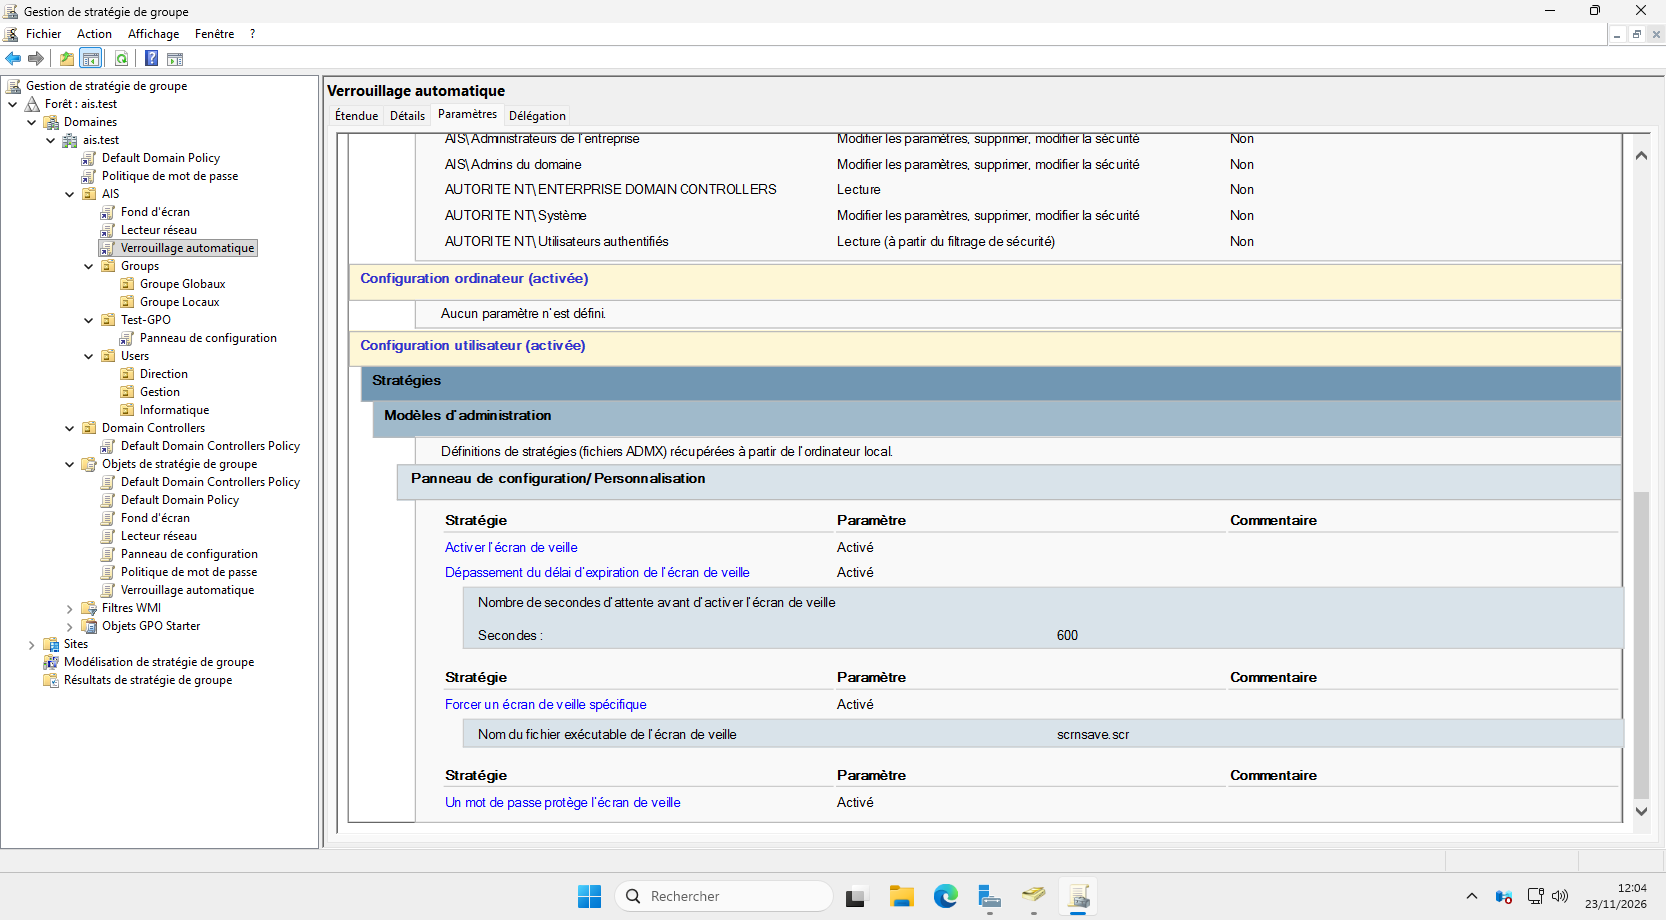 Gestion de stratégie de groupe
Fichier Action Affichage Fenêtre ?
Gestion de stratégie de groupe
Forêt : ais.test
Domaines
ais.test
Default Domain Policy
Politique de mot de passe
AIS
Fond d'écran
Lecteur réseau
Verrouillage automatique
Groups
Groupe Globaux
Groupe Locaux
Test-GPO
Panneau de configuration
Users
Direction
Gestion
Informatique
Domain Controllers
Default Domain Controllers Policy
Objets de stratégie de groupe
Default Domain Controllers Policy
Default Domain Policy
Fond d'écran
Lecteur réseau
Panneau de configuration
Politique de mot de passe
Verrouillage automatique
Filtres WMI
Objets GPO Starter
Sites
Modélisation de stratégie de groupe
Résultats de stratégie de groupe
Verrouillage automatique
Étendue Détails Paramètres Délégation
AIS\Administrateurs de l'entreprise Modifier les paramètres, supprimer, modifier la sécurité Non
AIS\Admins du domaine Modifier les paramètres, supprimer, modifier la sécurité Non
AUTORITE NT\ENTERPRISE DOMAIN CONTROLLERS Lecture Non
AUTORITE NT\Système Modifier les paramètres, supprimer, modifier la sécurité Non
AUTORITE NT\Utilisateurs authentifiés Lecture (à partir du filtrage de sécurité) Non
Configuration ordinateur (activée)
Aucun paramètre n'est défini.
Configuration utilisateur (activée)
Stratégies
Modèles d'administration
Définitions de stratégies (fichiers ADMX) récupérées à partir de l'ordinateur local.
Panneau de configuration/Personnalisation
Stratégie Paramètre Commentaire
Activer l'écran de veille Activé
Dépassement du délai d'expiration de l'écran de veille Activé
Nombre de secondes d'attente avant d'activer l'écran de veille
Secondes : 600
Stratégie Paramètre Commentaire
Forcer un écran de veille spécifique Activé
Nom du fichier exécutable de l'écran de veille scrnsave.scr
Stratégie Paramètre Commentaire
Un mot de passe protège l'écran de veille Activé
Rechercher
12:04
23/11/2026